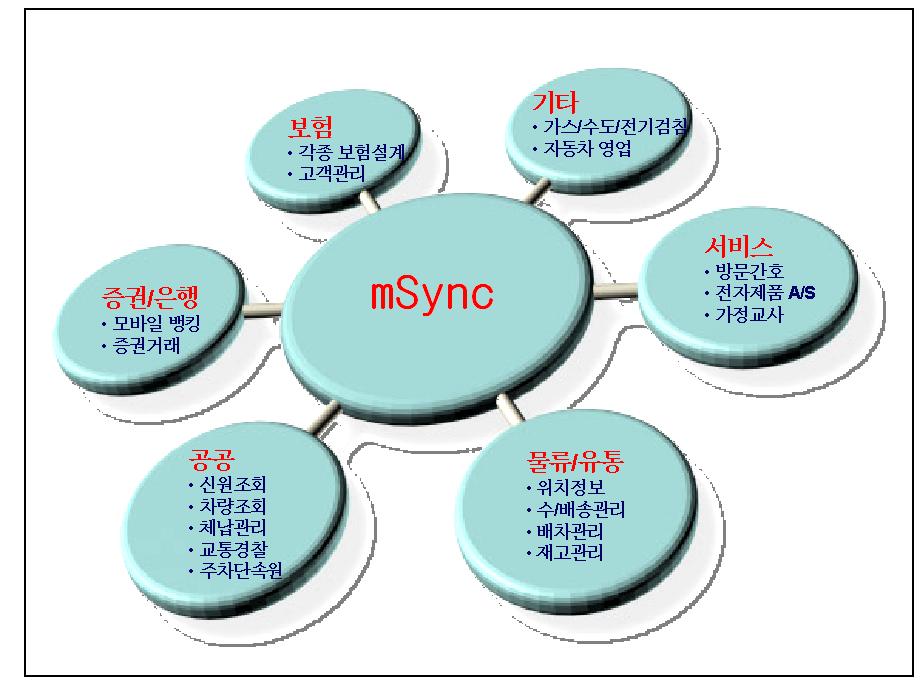 보험
· 각종 보험설계
· 고객관리
기타
· 가스/수도/전기검침
· 자동차 영업
서비스
· 방문간호
· 전자제품 A/S
· 가정교사
증권/은행
· 모바일 뱅킹
· 증권거래
mSync
공공
· 신원조회
· 차량조회
· 체납관리
· 교통경찰
· 주차단속원
물류/유통
· 위치정보
· 수/배송관리
· 배차관리
· 재고관리